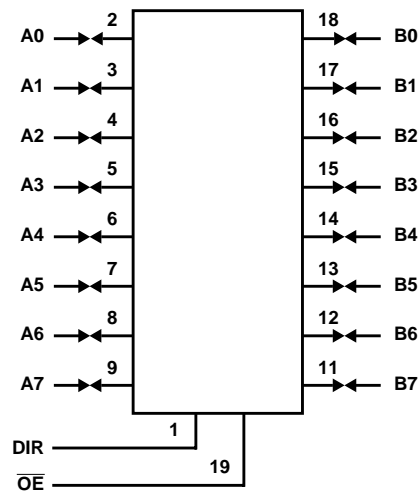 A0 2 18 B0
A1 3 17 B1
A2 4 16 B2
A3 5 15 B3
A4 6 14 B4
A5 7 13 B5
A6 8 12 B6
A7 9 11 B7
DIR 1
O̅E̅ 19